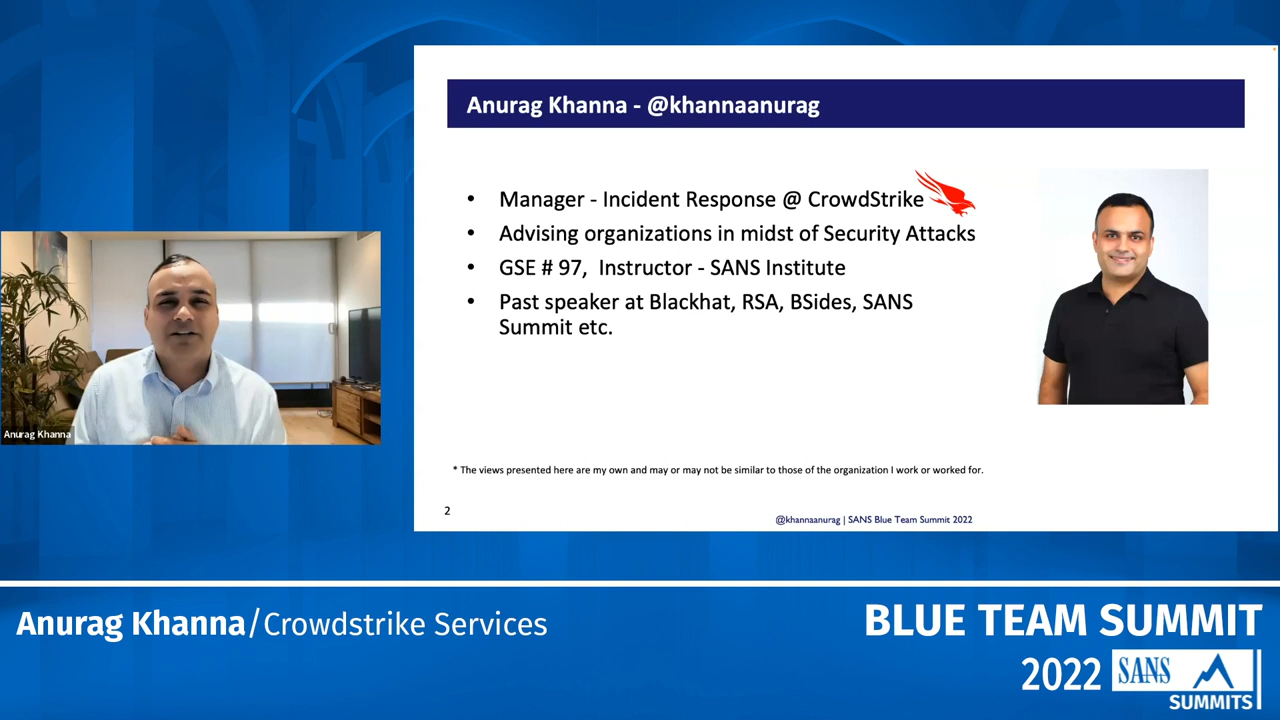 Anurag Khanna - @khannaanurag
• Manager - Incident Response @ CrowdStrike
• Advising organizations in midst of Security Attacks
• GSE # 97, Instructor - SANS Institute
• Past speaker at Blackhat, RSA, BSides, SANS
Summit etc.
* The views presented here are my own and may or may not be similar to those of the organization I work or worked for.
2
@khannaanurag | SANS Blue Team Summit 2022
Anurag Khanna
Anurag Khanna/Crowdstrike Services
BLUE TEAM SUMMIT
2022 SANS
SUMMITS